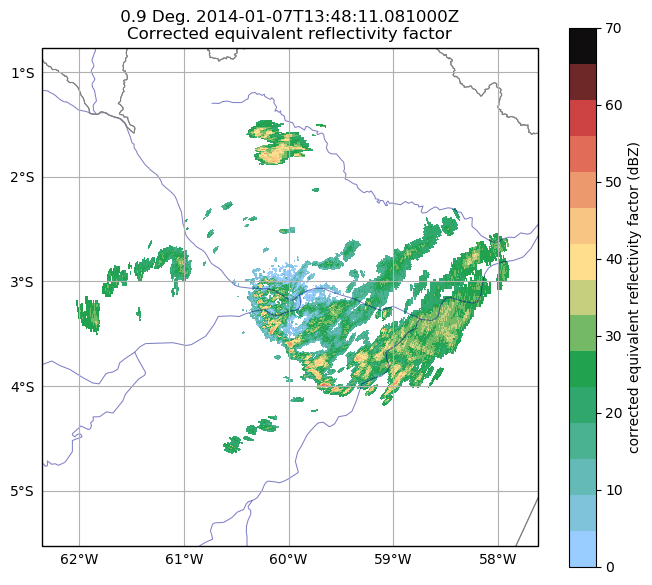 0.9 Deg. 2014-01-07T13:48:11.081000Z
Corrected equivalent reflectivity factor
1°S
2°S
3°S
4°S
5°S
62°W 61°W 60°W 59°W 58°W
70
60
50
40
30
20
10
0
corrected equivalent reflectivity factor (dBZ)